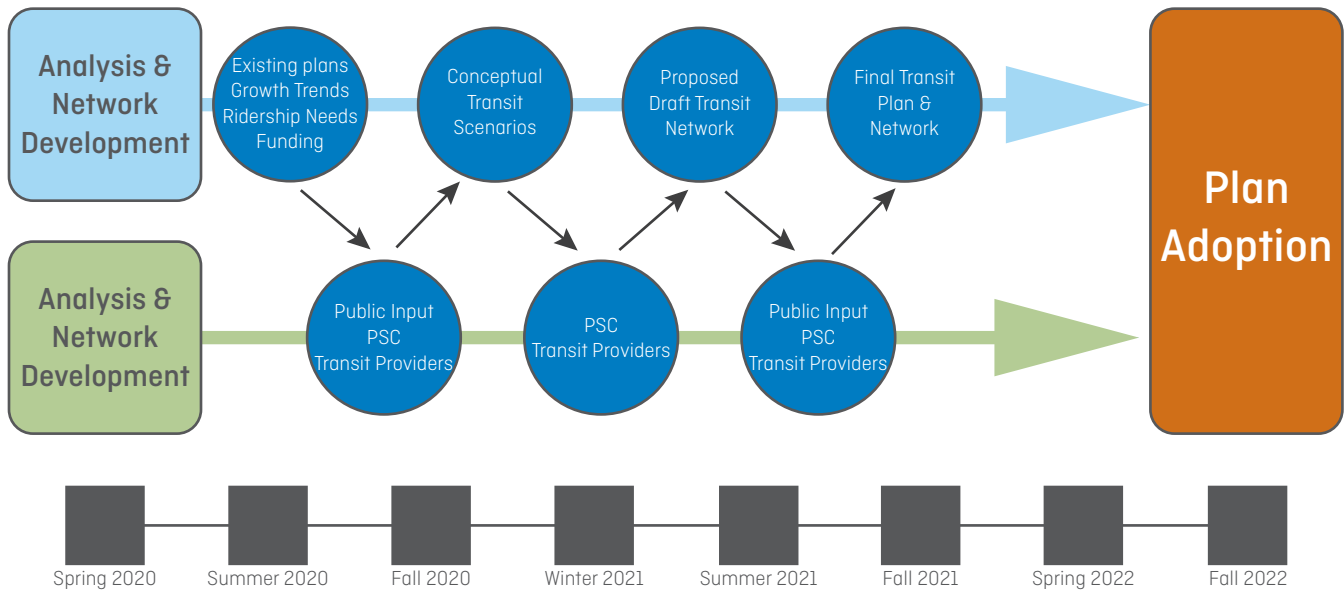 Analysis &
Network
Development
Existing plans
Growth Trends
Ridership Needs
Funding
Conceptual
Transit
Scenarios
Proposed
Draft Transit
Network
Final Transit
Plan &
Network
Plan
Adoption
Analysis &
Network
Development
Public Input
PSC
Transit Providers
PSC
Transit Providers
Public Input
PSC
Transit Providers
Spring 2020
Summer 2020
Fall 2020
Winter 2021
Summer 2021
Fall 2021
Spring 2022
Fall 2022